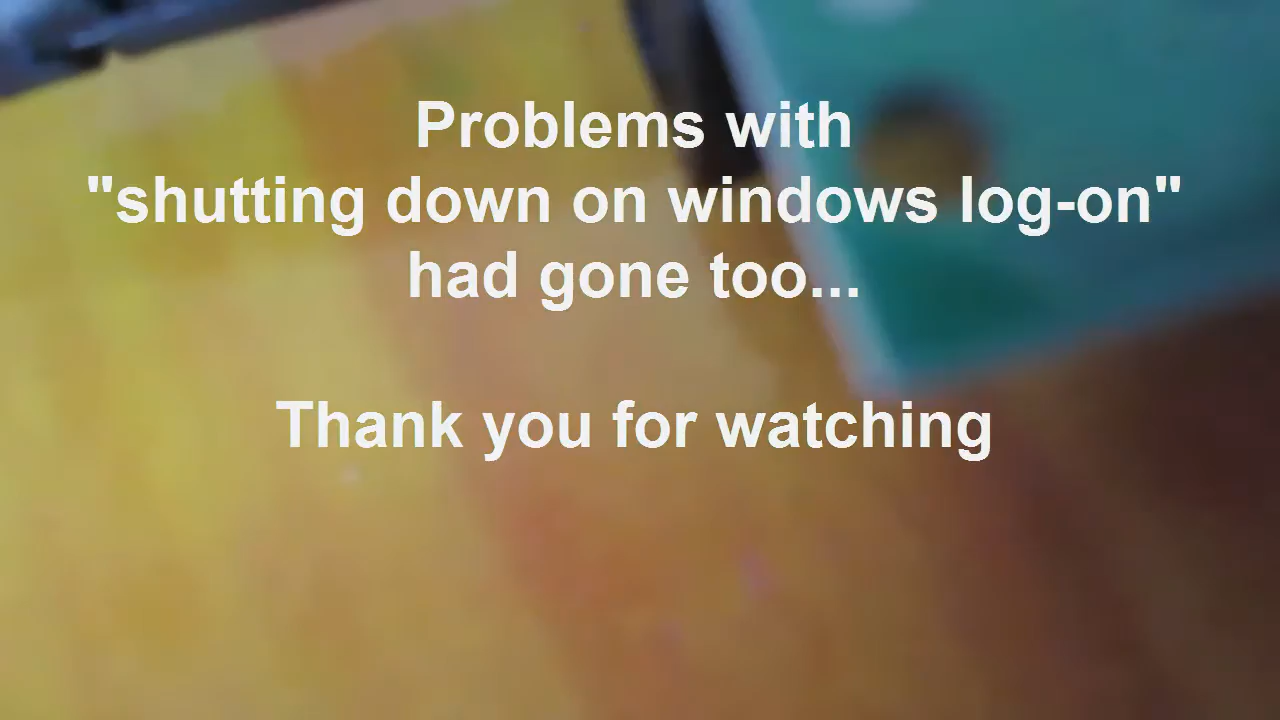 Problems with
"shutting down on windows log-on"
had gone too...
Thank you for watching